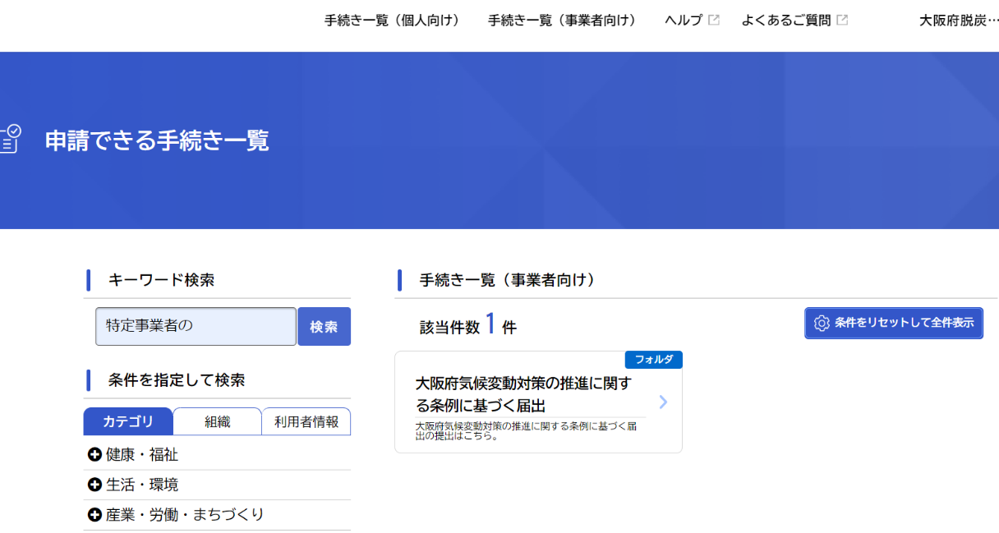 手続き一覧（個人向け） 手続き一覧（事業者向け） ヘルプ よくあるご質問 大阪府脱炭…
申請できる手続き一覧
キーワード検索
特定事業者の 検索
条件を指定して検索
カテゴリ 組織 利用者情報
健康・福祉
生活・環境
産業・労働・まちづくり
手続き一覧（事業者向け）
該当件数 1 件 条件をリセットして全件表示
フォルダ
大阪府気候変動対策の推進に関す
る条例に基づく届出
大阪府気候変動対策の推進に関する条例に基づく届
出の提出はこちら。